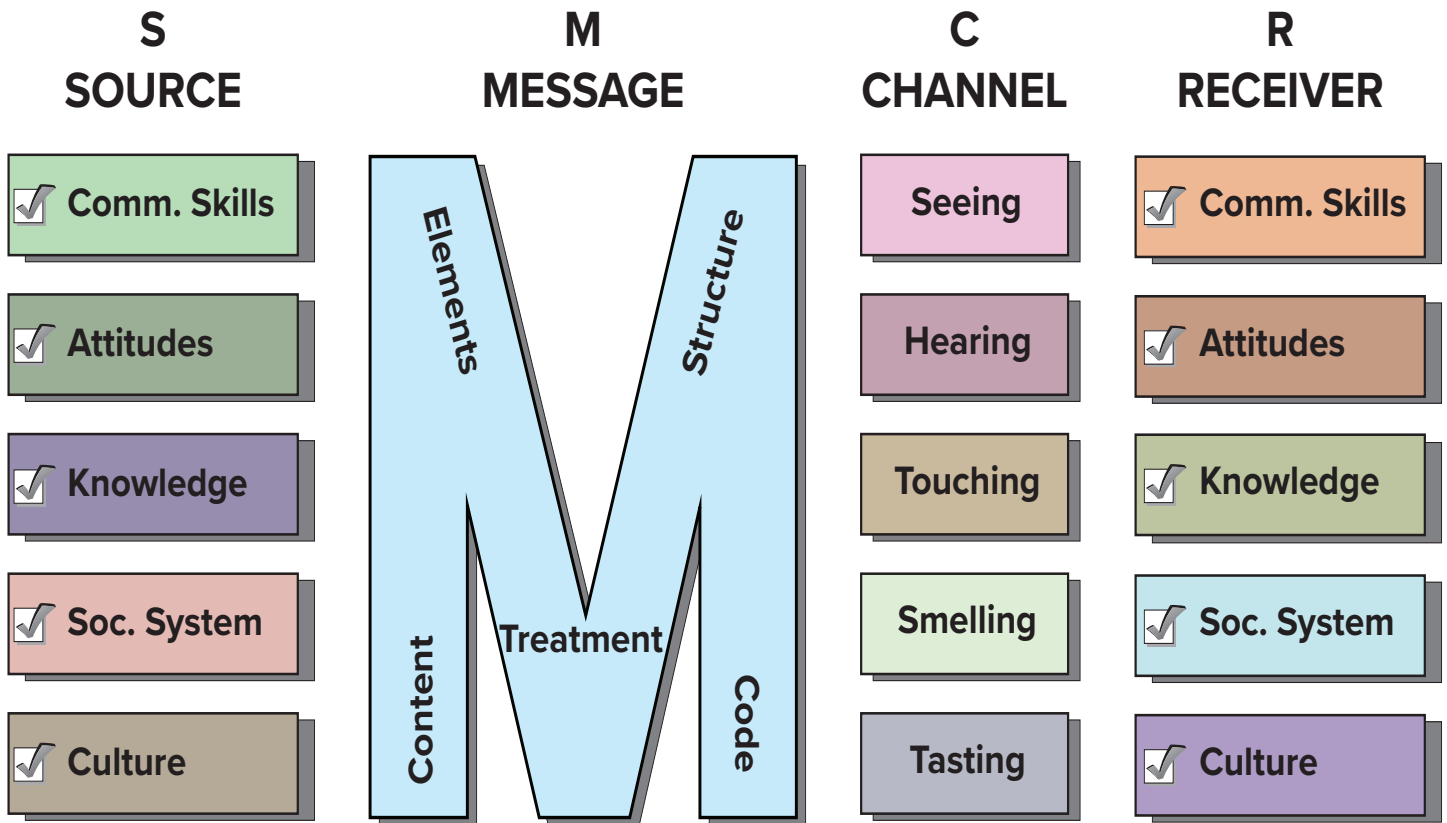 S
SOURCE
Comm. Skills
Attitudes
Knowledge
Soc. System
Culture
M
MESSAGE
Elements
Structure
Content
Treatment
Code
C
CHANNEL
Seeing
Hearing
Touching
Smelling
Tasting
R
RECEIVER
Comm. Skills
Attitudes
Knowledge
Soc. System
Culture